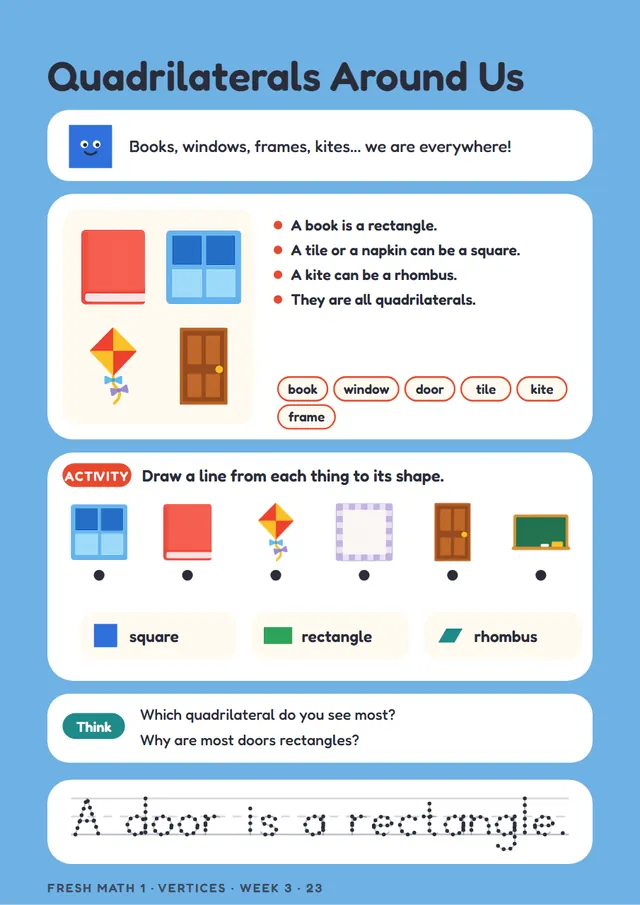 Quadrilaterals Around Us
Books, windows, frames, kites... we are everywhere!
A book is a rectangle.
A tile or a napkin can be a square.
A kite can be a rhombus.
They are all quadrilaterals.
book window door tile kite
frame
ACTIVITY Draw a line from each thing to its shape.
square rectangle rhombus
Think
Which quadrilateral do you see most?
Why are most doors rectangles?
A door is a rectangle.
FRESH MATH 1 · VERTICES · WEEK 3 · 23